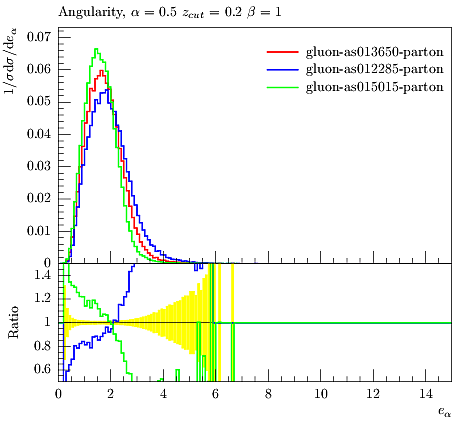 Angularity, α = 0.5 z_cut = 0.2 β = 1
1/σ dσ/de_α
0.07
0.06
0.05
0.04
0.03
0.02
0.01
0
gluon-as013650-parton
gluon-as012285-parton
gluon-as015015-parton
Ratio
1.4
1.2
1
0.8
0.6
0 2 4 6 8 10 12 14
e_α